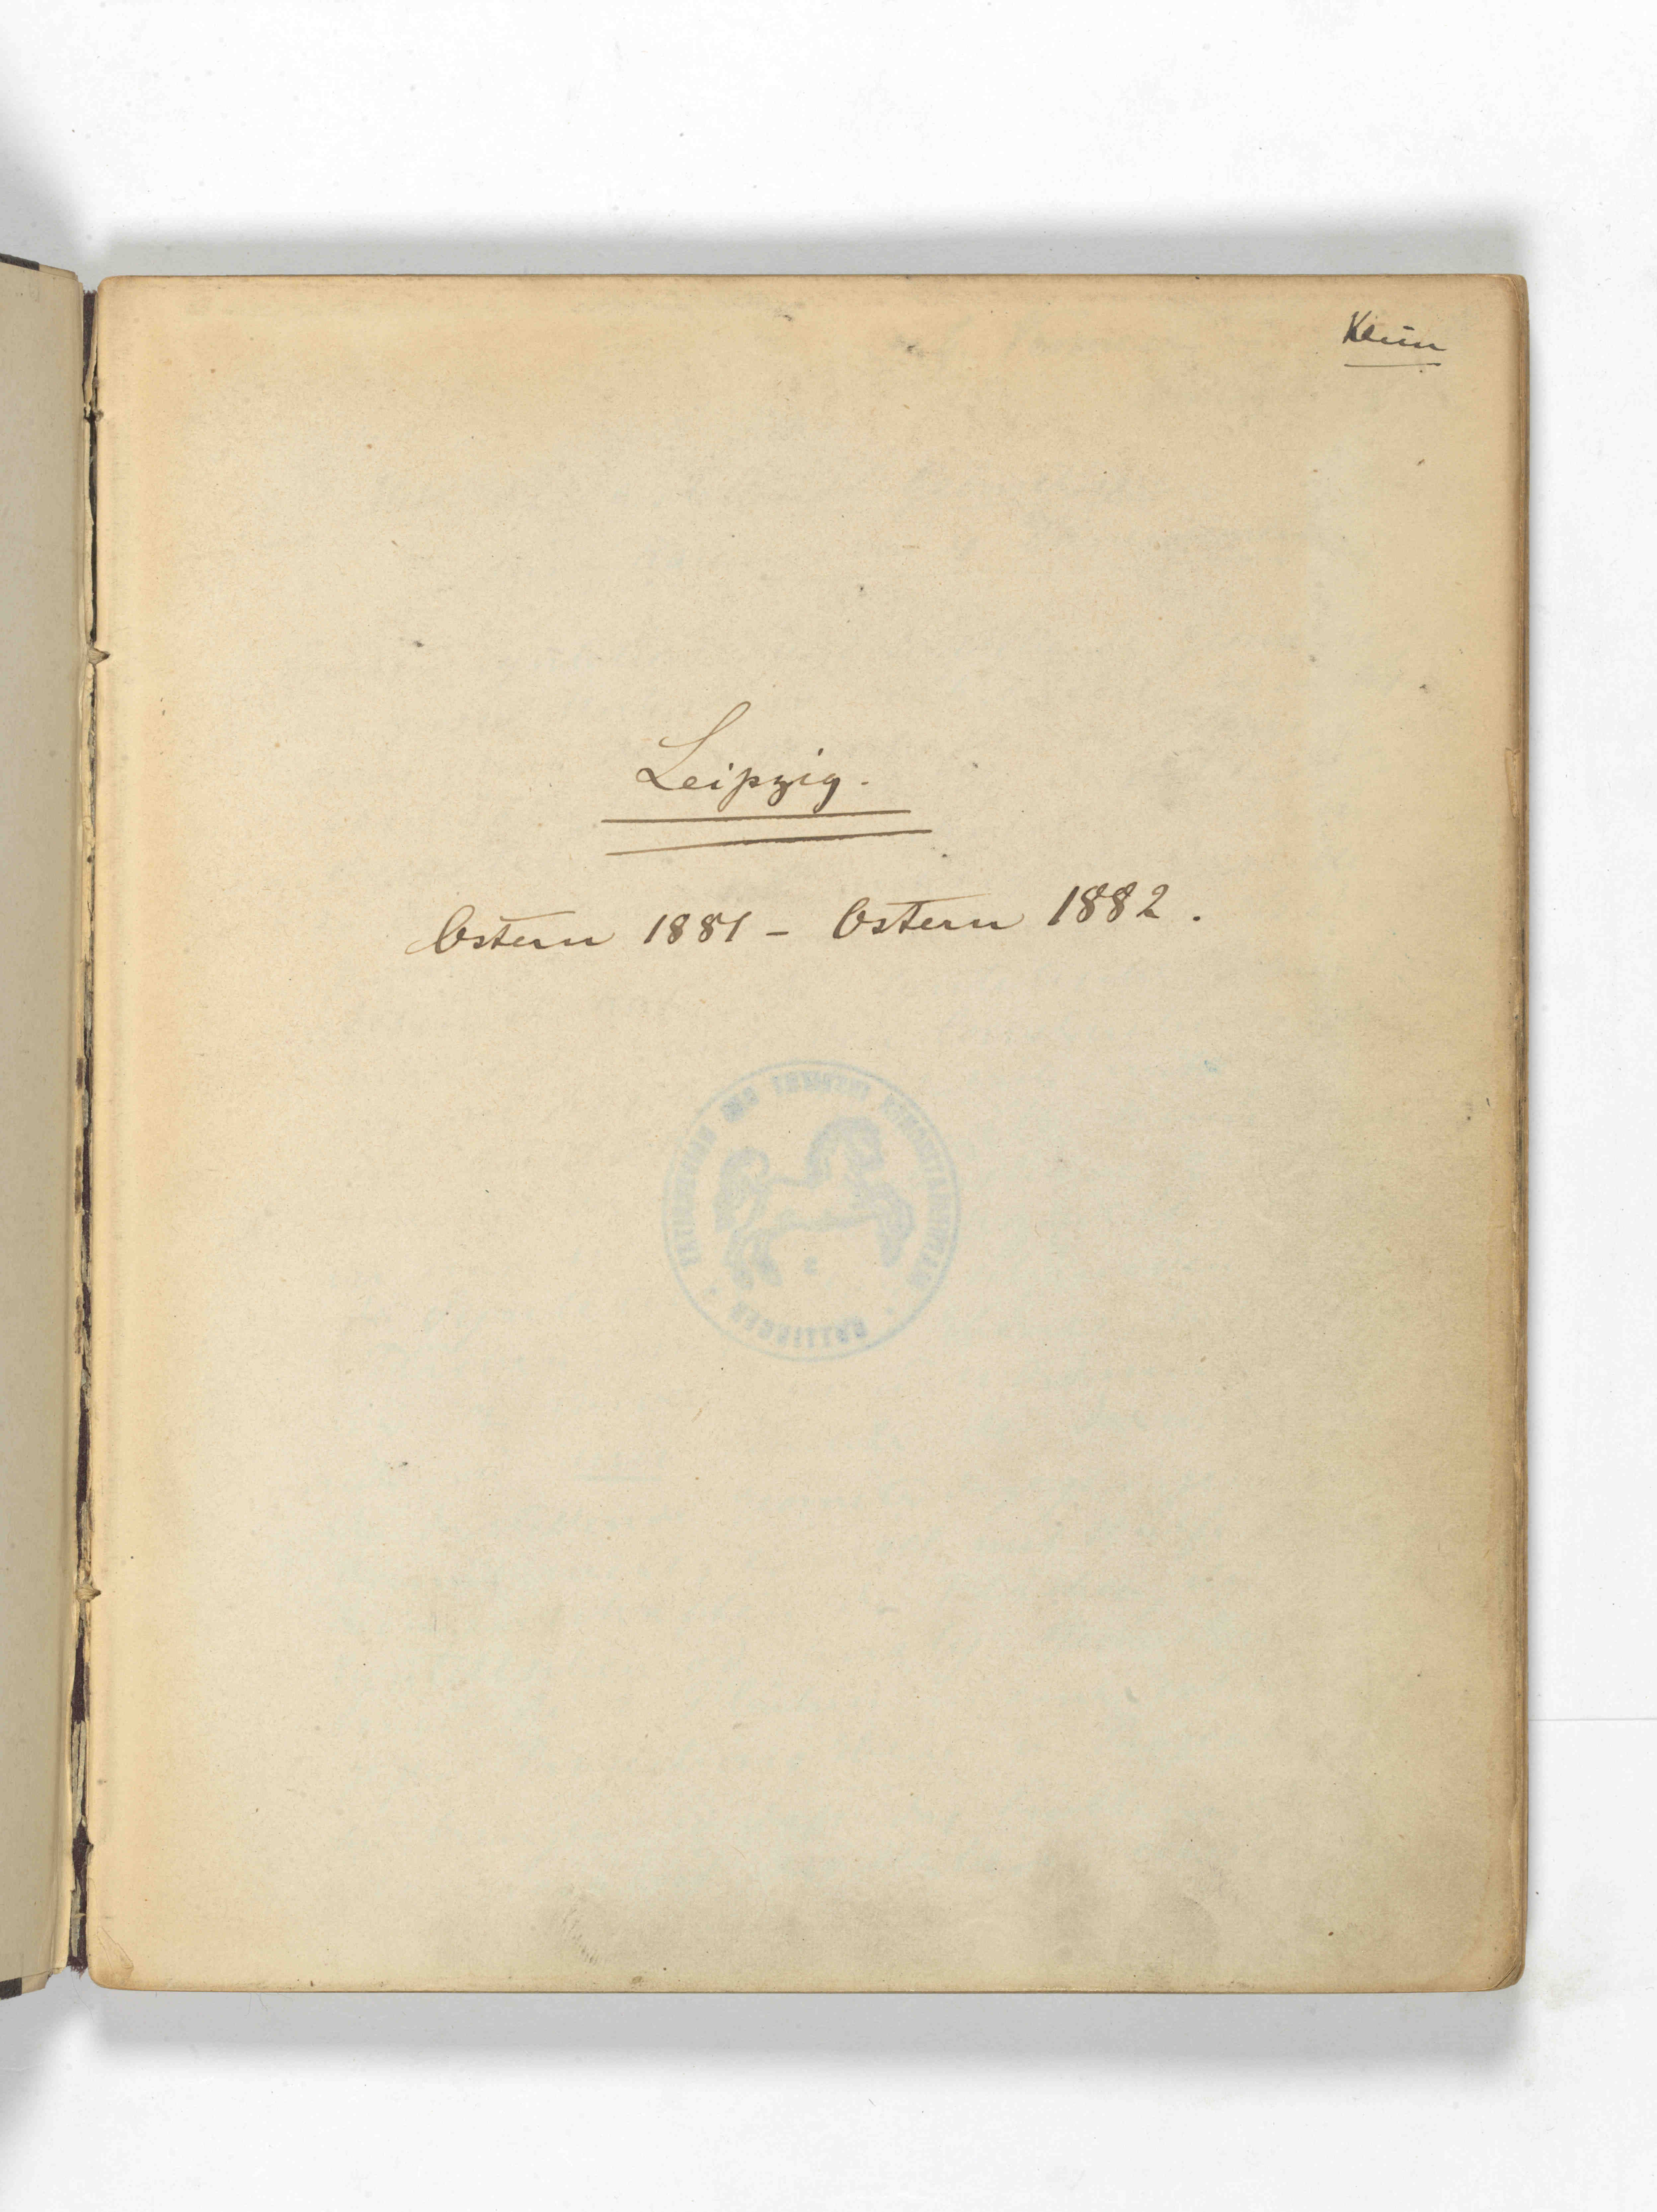 Klein
Leipzig.
Ostern 1881 - Ostern 1882.